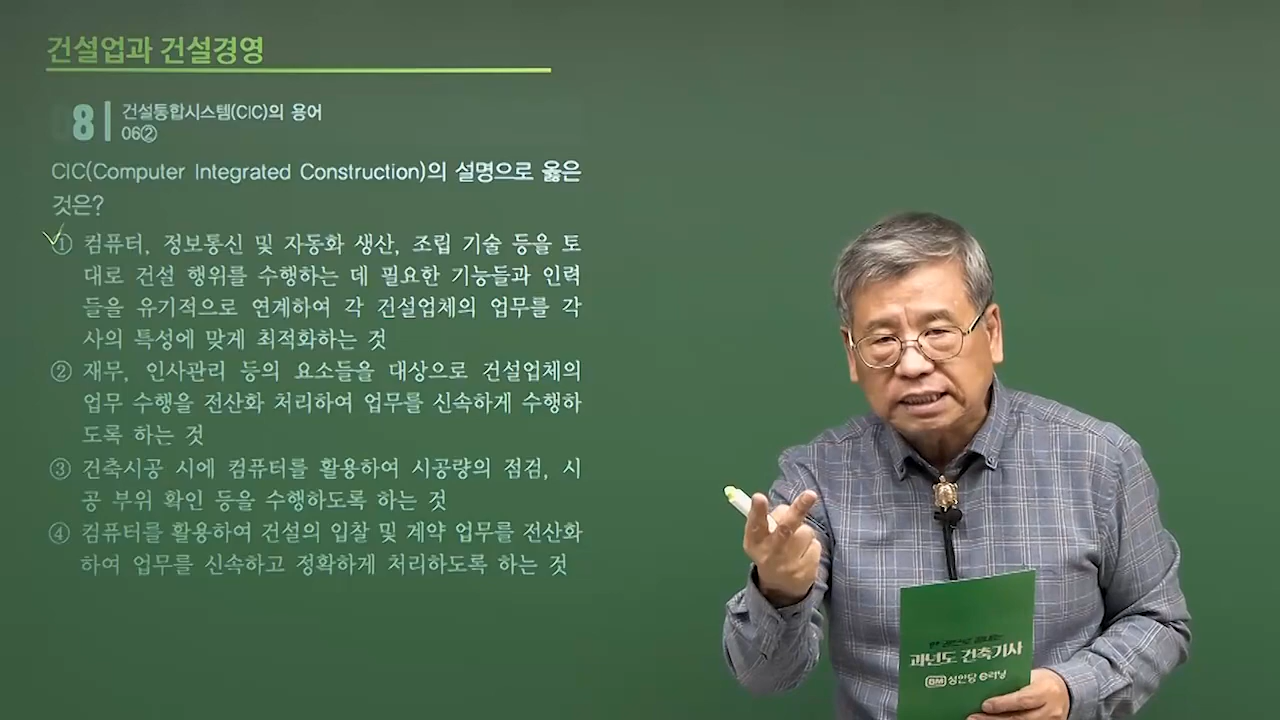 건설업과 건설경영
08 건설통합시스템(CIC)의 용어
06②
CIC(Computer Integrated Construction)의 설명으로 옳은
것은?
① 컴퓨터, 정보통신 및 자동화 생산, 조립 기술 등을 토
대로 건설 행위를 수행하는 데 필요한 기능들과 인력
들을 유기적으로 연계하여 각 건설업체의 업무를 각
사의 특성에 맞게 최적화하는 것
② 재무, 인사관리 등의 요소들을 대상으로 건설업체의
업무 수행을 전산화 처리하여 업무를 신속하게 수행하
도록 하는 것
③ 건축시공 시에 컴퓨터를 활용하여 시공량의 점검, 시
공 부위 확인 등을 수행하도록 하는 것
④ 컴퓨터를 활용하여 건설의 입찰 및 계약 업무를 전산화
하여 업무를 신속하고 정확하게 처리하도록 하는 것
과년도 건축기사
BM 성안당 e러닝